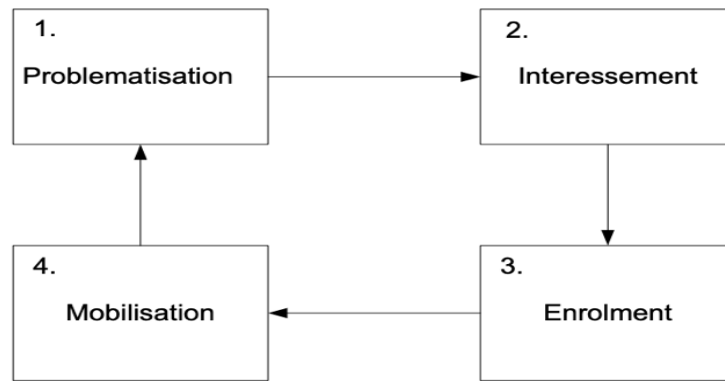 1.
Problematisation
2.
Interessement
3.
Enrolment
4.
Mobilisation